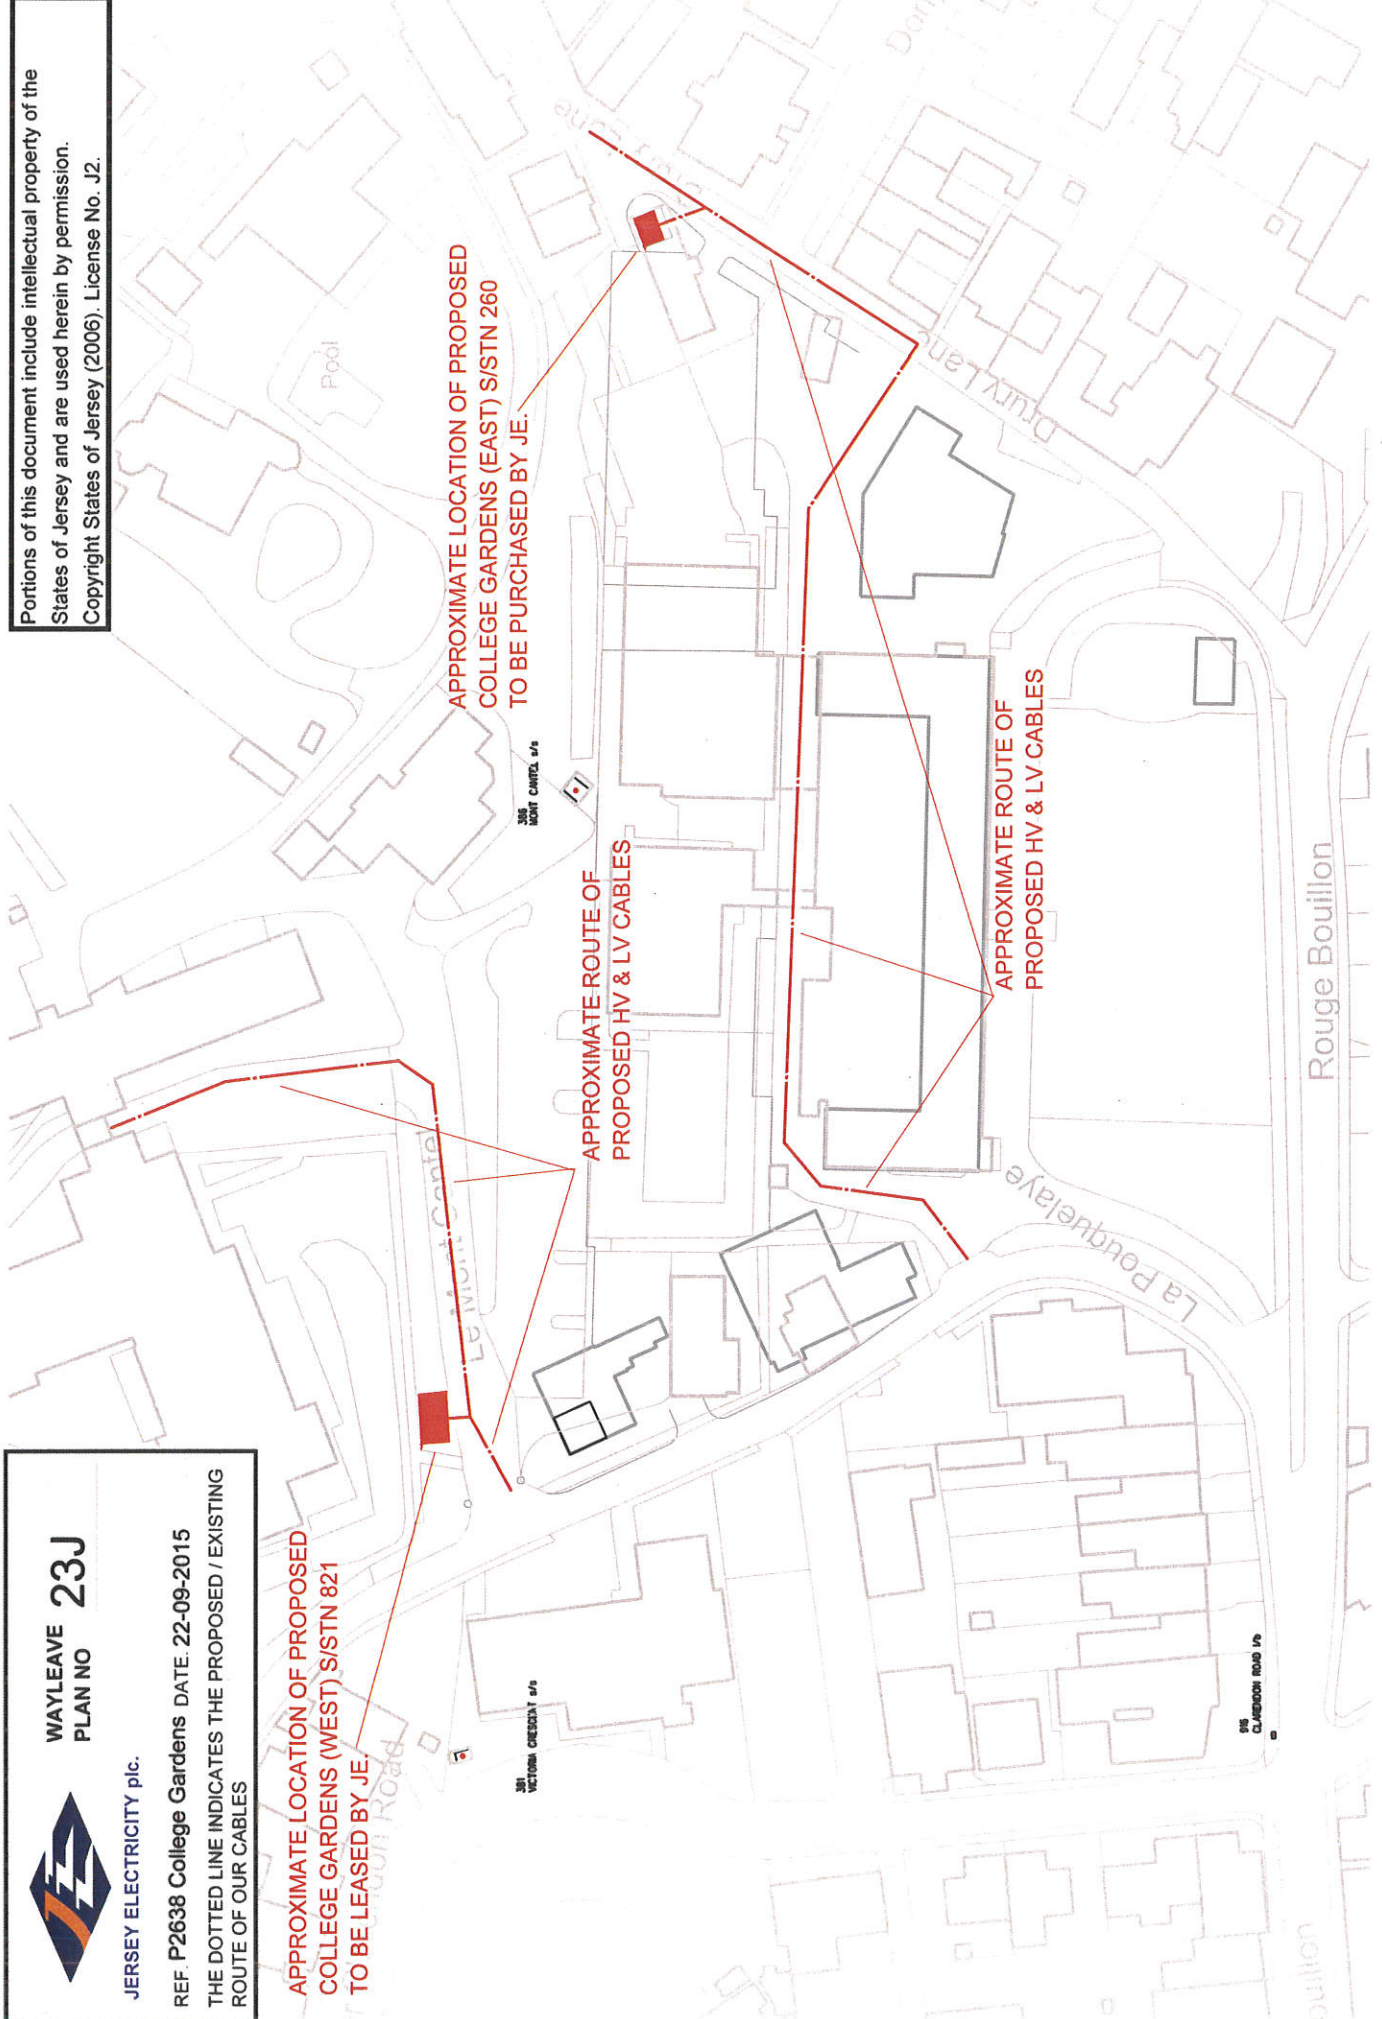 WAYLEAVE
PLAN NO 23J
JERSEY ELECTRICITY plc.
REF. P2638 College Gardens DATE. 22-09-2015
THE DOTTED LINE INDICATES THE PROPOSED / EXISTING
ROUTE OF OUR CABLES
Portions of this document include intellectual property of the
States of Jersey and are used herein by permission.
Copyright States of Jersey (2006). License No. J2.
APPROXIMATE LOCATION OF PROPOSED
COLLEGE GARDENS (WEST) S/STN 821
TO BE LEASED BY JE.
APPROXIMATE LOCATION OF PROPOSED
COLLEGE GARDENS (EAST) S/STN 260
TO BE PURCHASED BY JE.
APPROXIMATE ROUTE OF
PROPOSED HV & LV CABLES
APPROXIMATE ROUTE OF
PROPOSED HV & LV CABLES
Pool
386
MONT CANTEL s/s
381
VICTORIA CRESCENT s/s
916
CLARENDON ROAD
Le Mont Cantel
Drury Lane
La Pouquelaye
Rouge Bouillon
Road